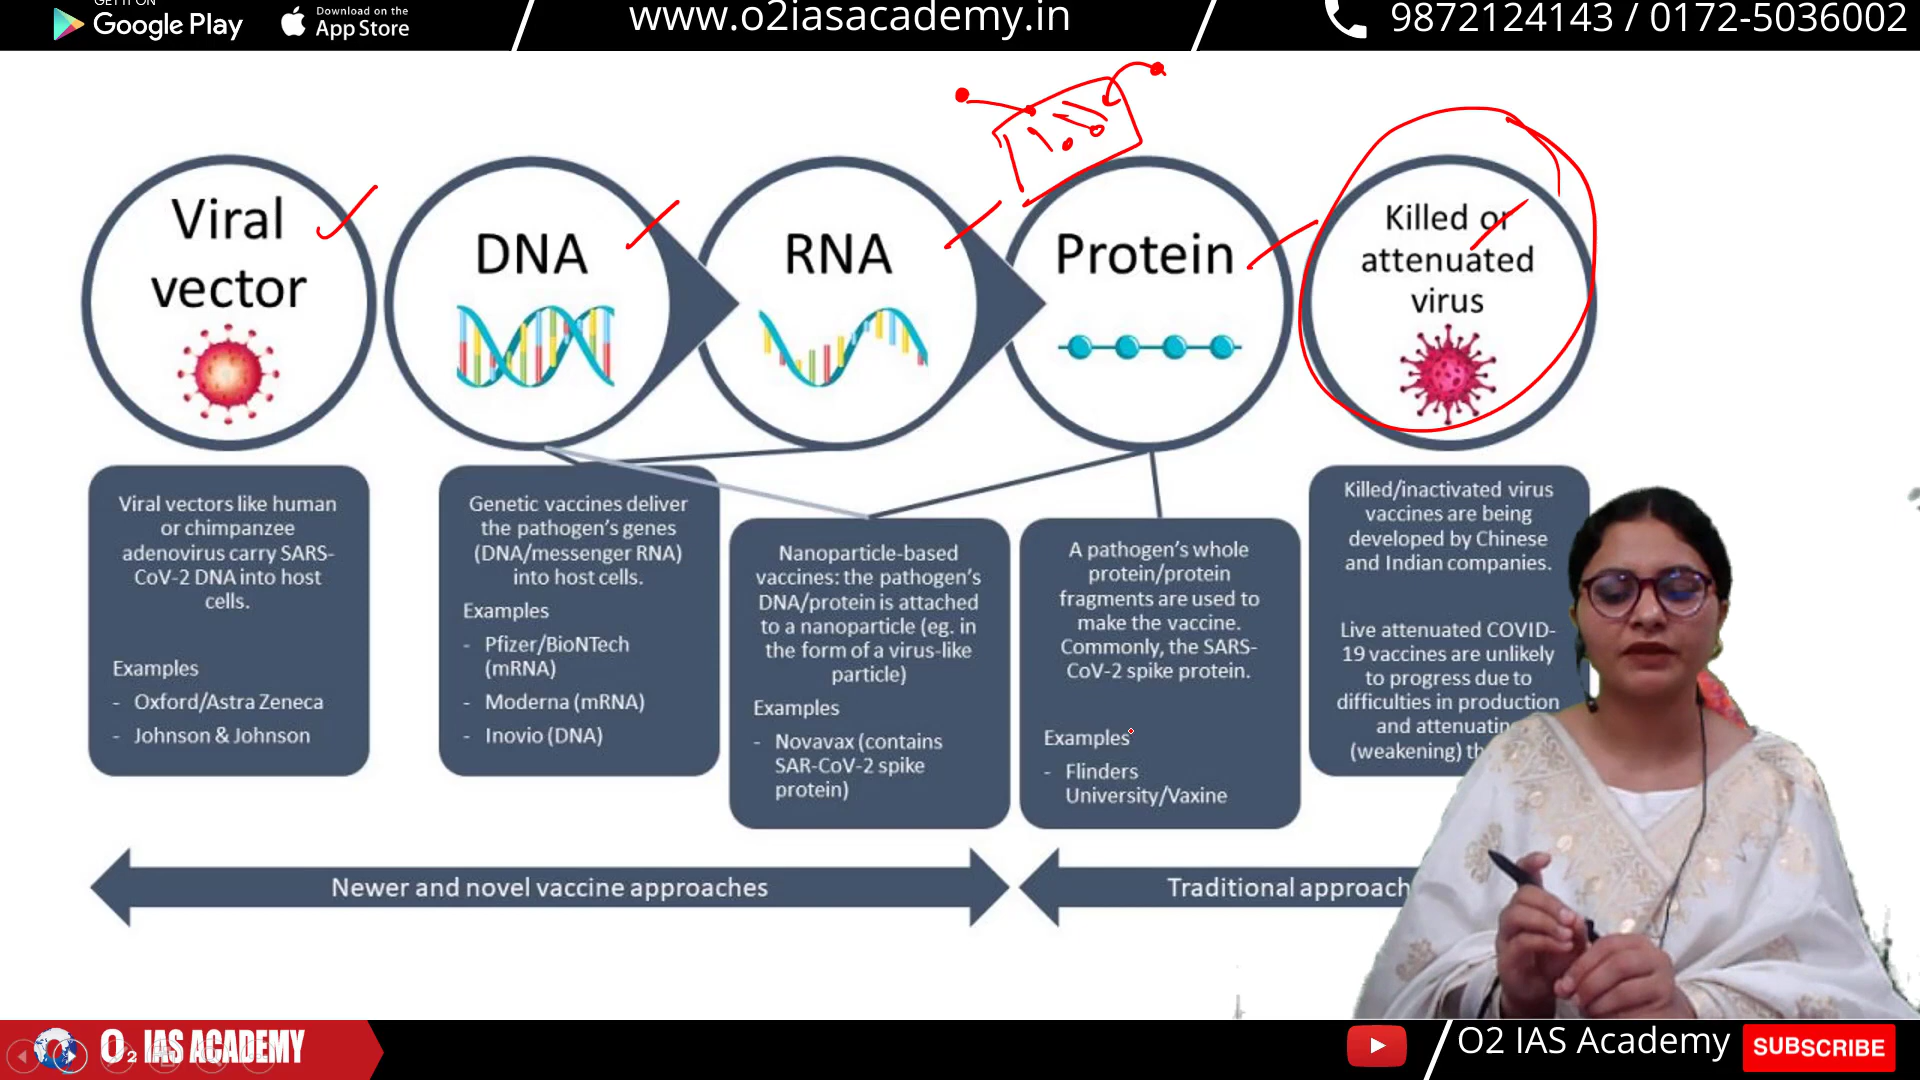 GET IT ON
Google Play
Download on the
App Store
www.o2iasacademy.in
9872124143 / 0172-5036002
Viral
vector
DNA
RNA
Protein
Killed or
attenuated
virus
Viral vectors like human
or chimpanzee
adenovirus carry SARS-
CoV-2 DNA into host
cells.
Examples
- Oxford/Astra Zeneca
- Johnson & Johnson
Genetic vaccines deliver
the pathogen's genes
(DNA/messenger RNA)
into host cells.
Examples
- Pfizer/BioNTech
(mRNA)
- Moderna (mRNA)
- Inovio (DNA)
Nanoparticle-based
vaccines: the pathogen's
DNA/protein is attached
to a nanoparticle (eg. in
the form of a virus-like
particle)
Examples
- Novavax (contains
SAR-CoV-2 spike
protein)
A pathogen's whole
protein/protein
fragments are used to
make the vaccine.
Commonly, the SARS-
CoV-2 spike protein.
Examples
- Flinders
University/Vaxine
Killed/inactivated virus
vaccines are being
developed by Chinese
and Indian companies.
Live attenuated COVID-
19 vaccines are unlikely
to progress due to
difficulties in production
and attenuatin
(weakening) th
Newer and novel vaccine approaches
Traditional approach
O2 IAS ACADEMY
O2 IAS Academy
SUBSCRIBE